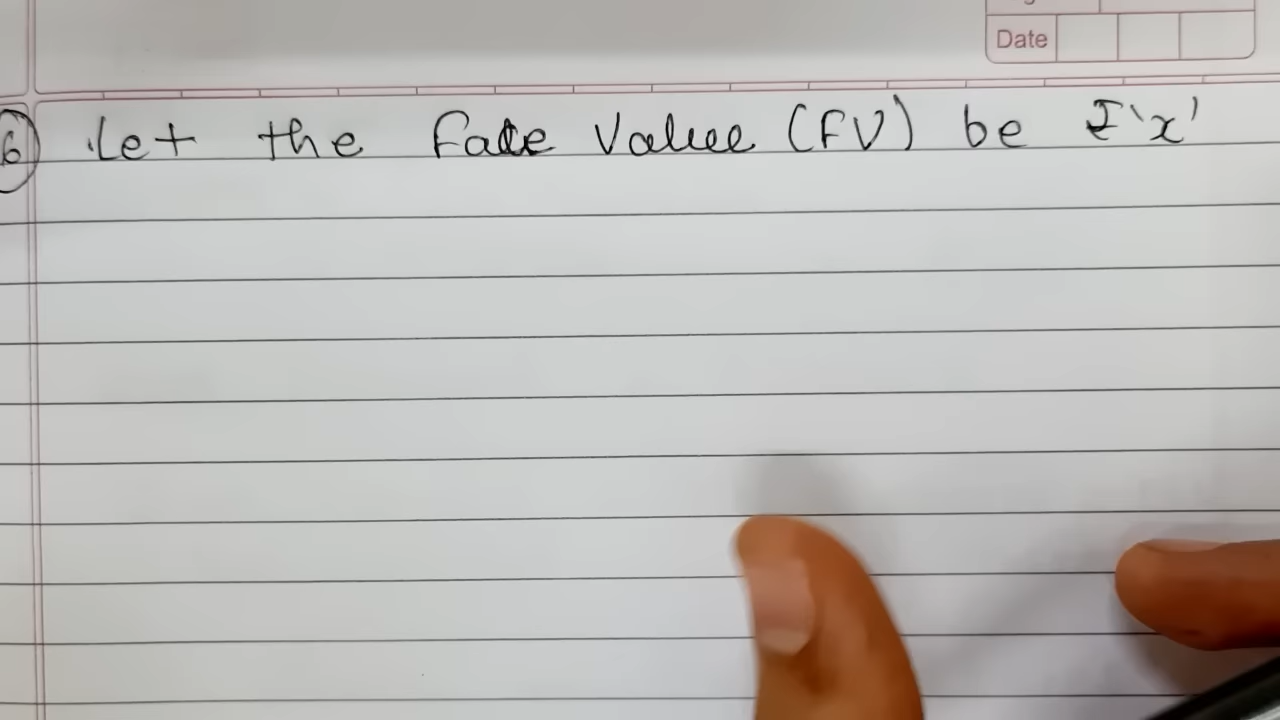 Date
6 Let the Face Value (FV) be ₹'x'